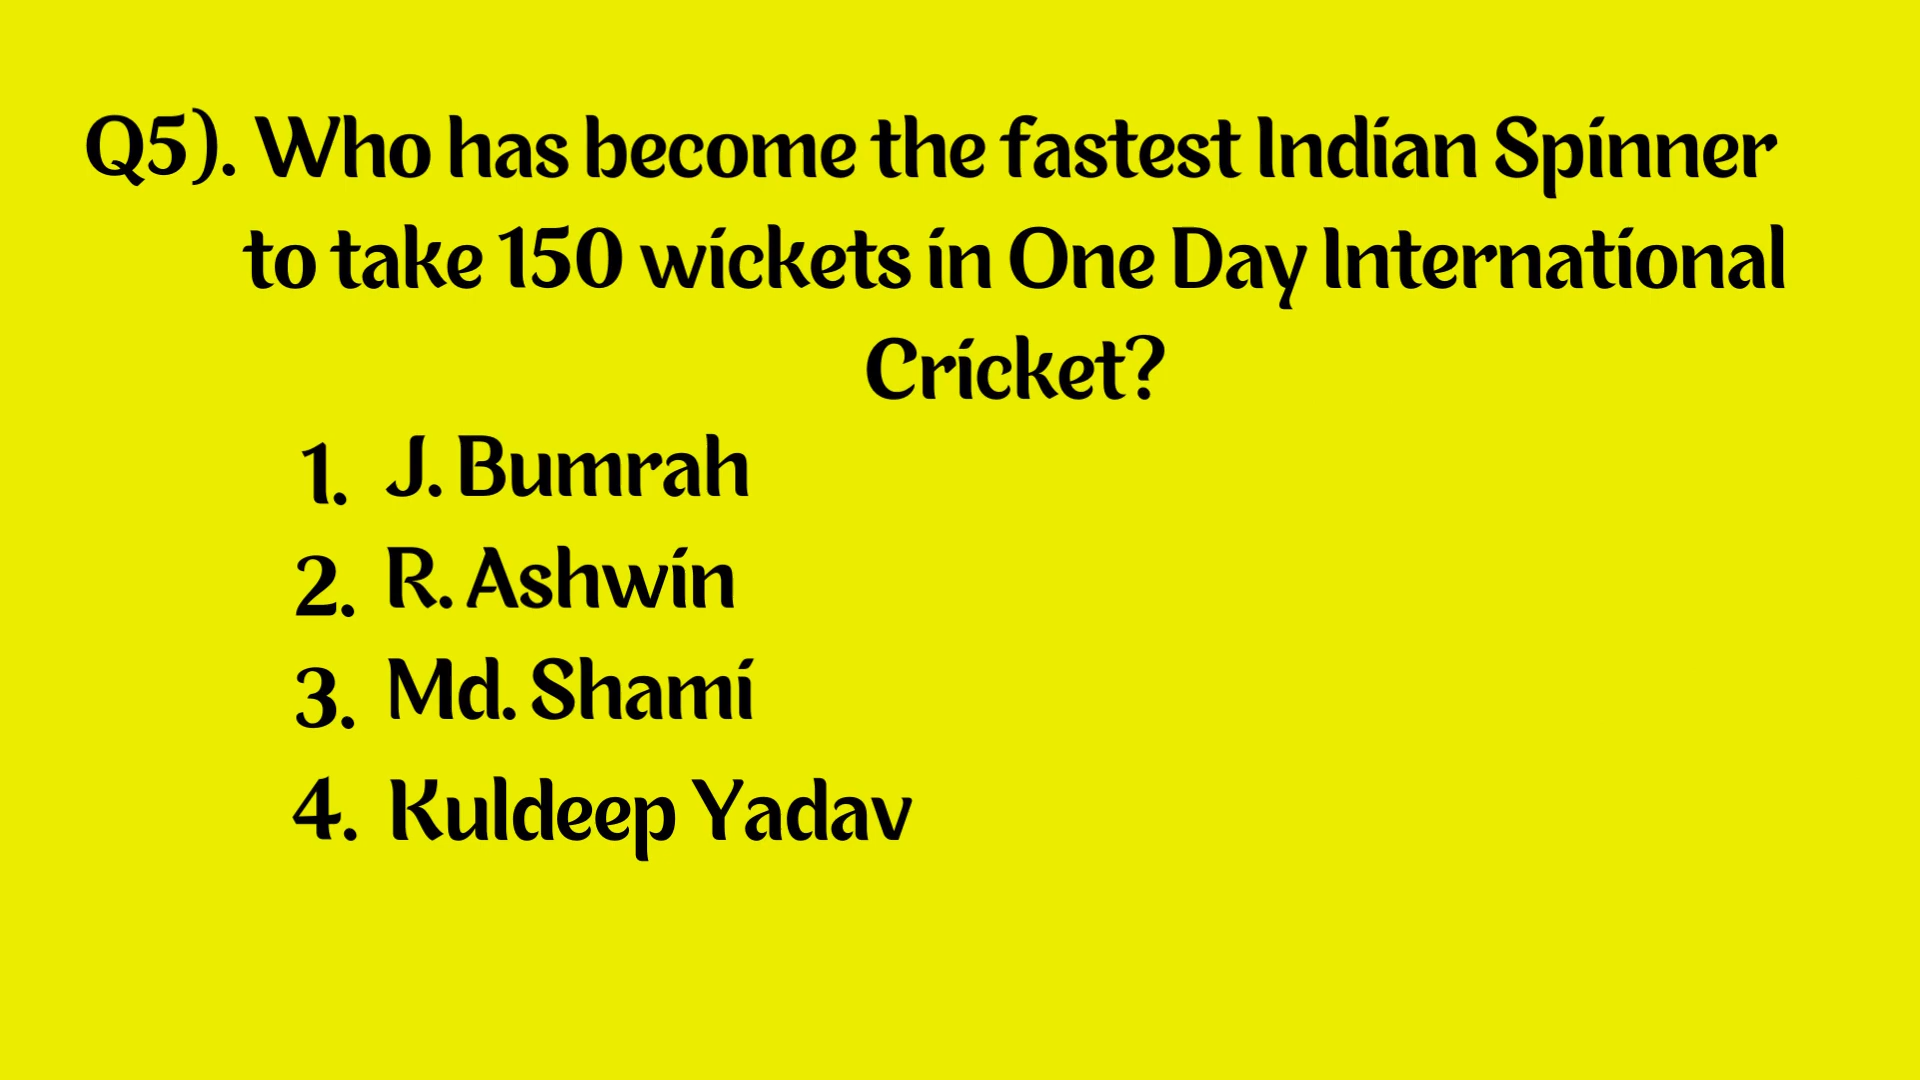 Q5). Who has become the fastest Indian Spinner
to take 150 wickets in One Day International
Cricket?
1. J. Bumrah
2. R. Ashwin
3. Md. Shami
4. Kuldeep Yadav